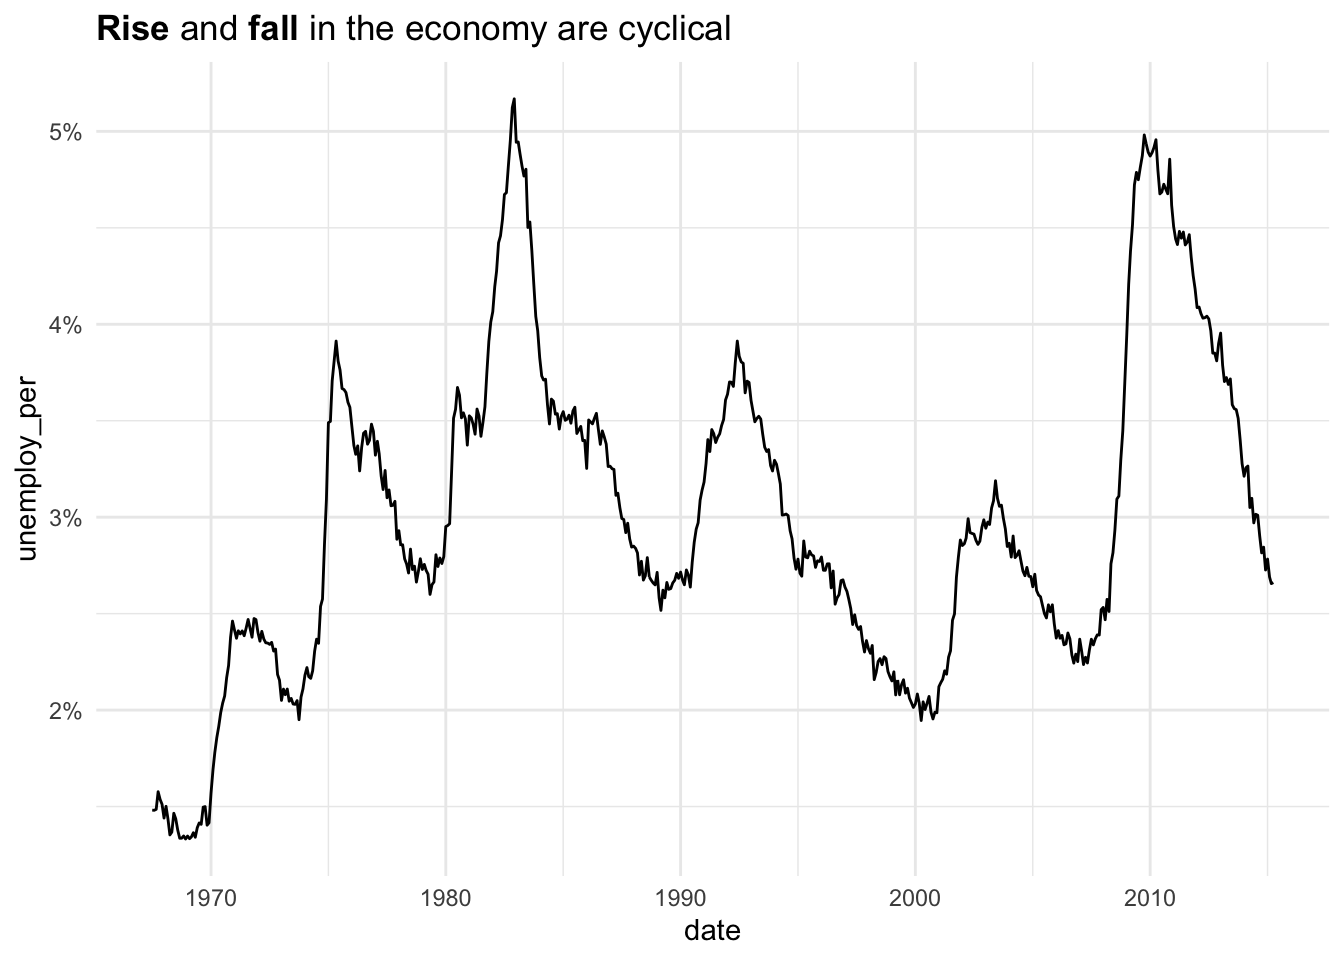 Rise and fall in the economy are cyclical
5%
4%
3%
2%
unemploy_per
1970 1980 1990 2000 2010
date